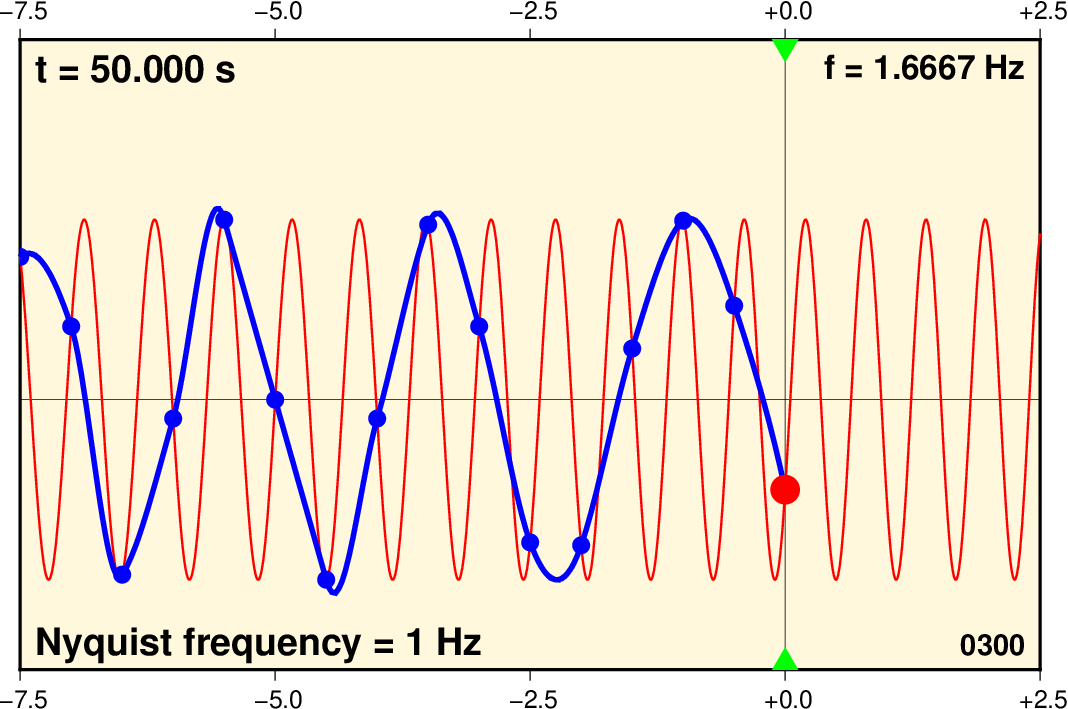 −7.5 −5.0 −2.5 +0.0 +2.5
t = 50.000 s f = 1.6667 Hz
Nyquist frequency = 1 Hz 0300
−7.5 −5.0 −2.5 +0.0 +2.5